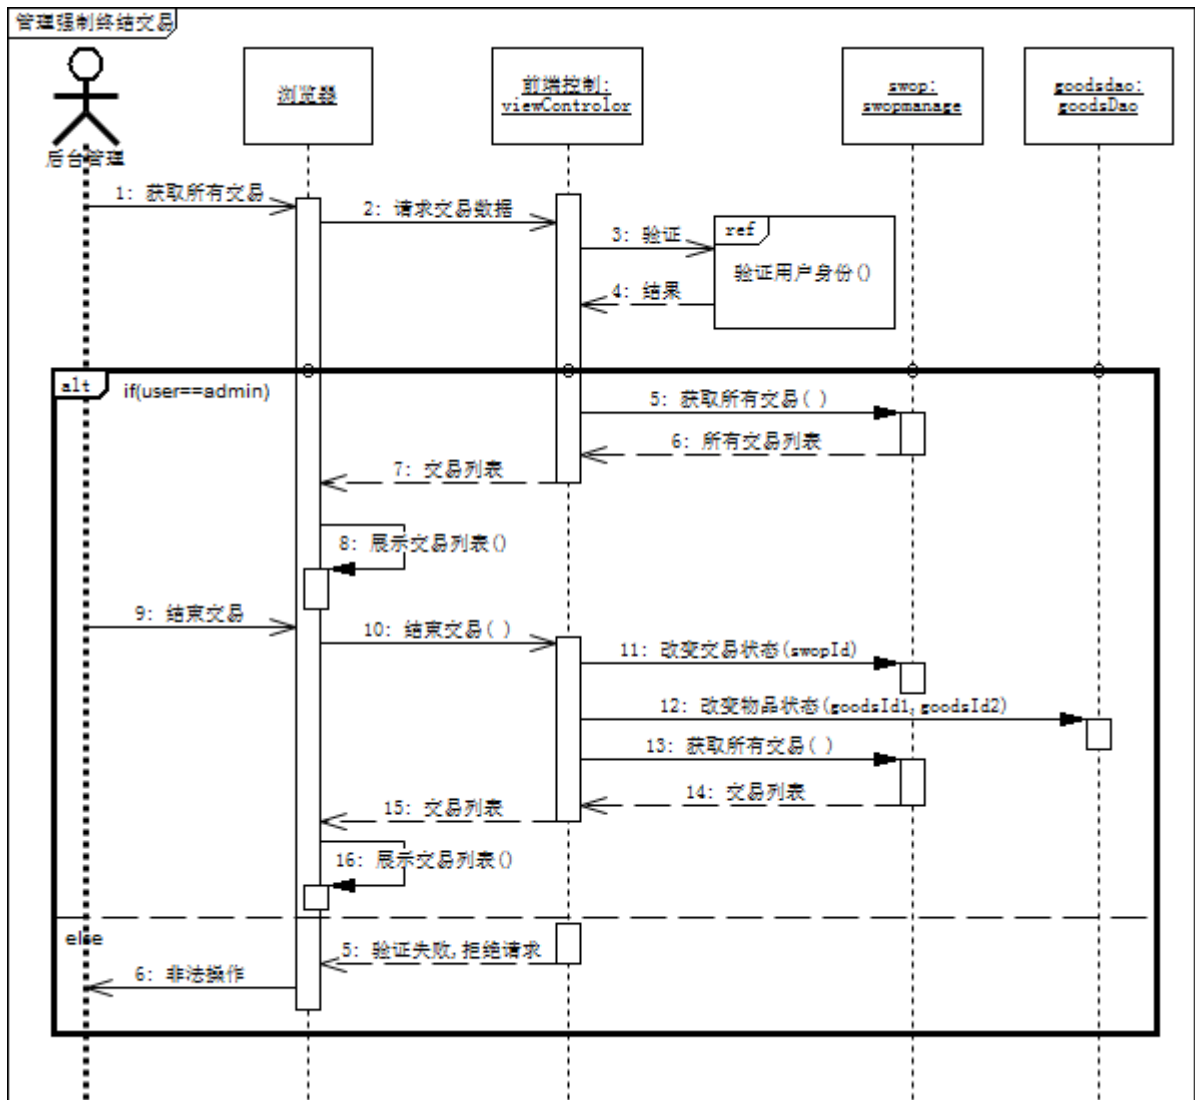 管理强制终结交易
后台管理
浏览器
前端控制:
viewControlor
swop:
swopmanage
goodsdao:
goodsDao
1: 获取所有交易
2: 请求交易数据
3: 验证
ref
验证用户身份()
4: 结果
alt
if(user==admin)
5: 获取所有交易( )
6: 所有交易列表
7: 交易列表
8: 展示交易列表()
9: 结束交易
10: 结束交易( )
11: 改变交易状态(swopId)
12: 改变物品状态(goodsId1,goodsId2)
13: 获取所有交易( )
14: 交易列表
15: 交易列表
16: 展示交易列表()
else
5: 验证失败,拒绝请求
6: 非法操作